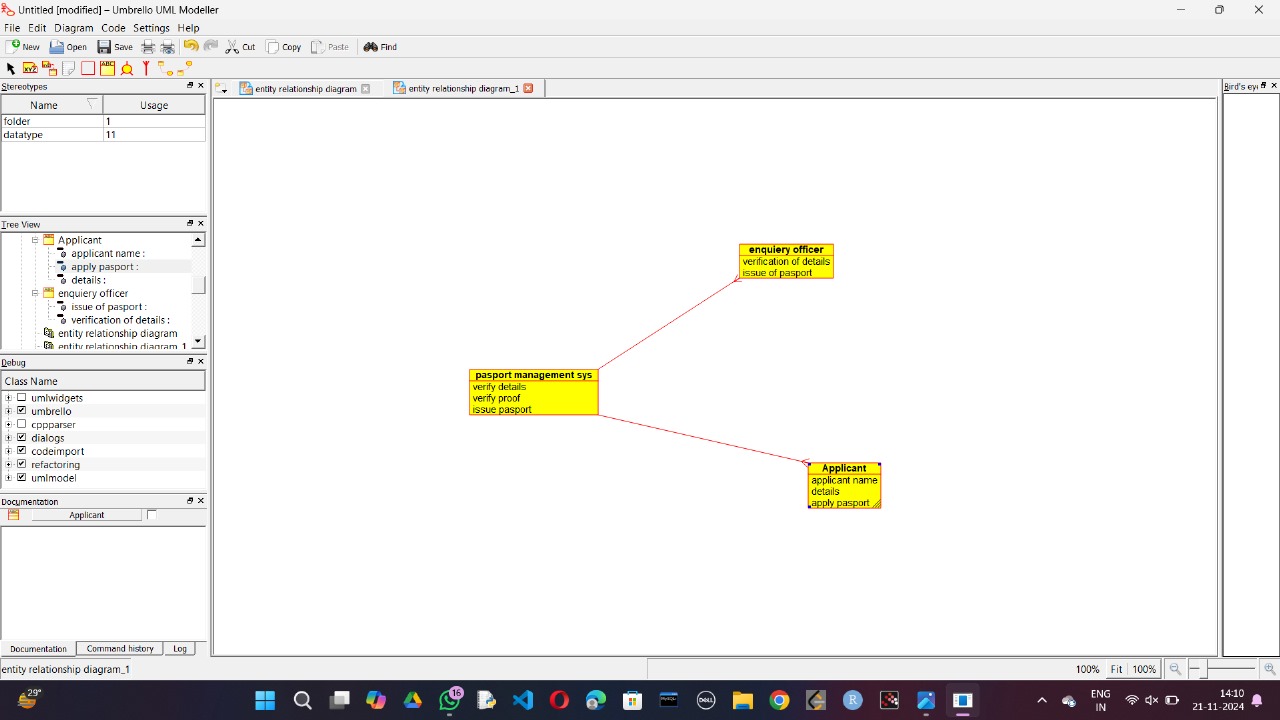 Untitled [modified] – Umbrello UML Modeller
File Edit Diagram Code Settings Help
New Open Save Cut Copy Paste Find
Stereotypes
Name Usage
folder 1
datatype 11
Tree View
Applicant
applicant name :
apply pasport :
details :
enquiery officer
issue of pasport :
verification of details :
entity relationship diagram
entity relationship diagram_1
Debug
Class Name
umlwidgets
umbrello
cppparser
dialogs
codeimport
refactoring
umlmodel
Documentation
Applicant
Documentation Command history Log
entity relationship diagram entity relationship diagram_1
Bird's eye
enquiery officer
verification of details
issue of pasport
pasport management sys
verify details
verify proof
issue pasport
Applicant
applicant name
details
apply pasport
entity relationship diagram_1
100% Fit 100%
29°
16
ENG
IN
14:10
21-11-2024